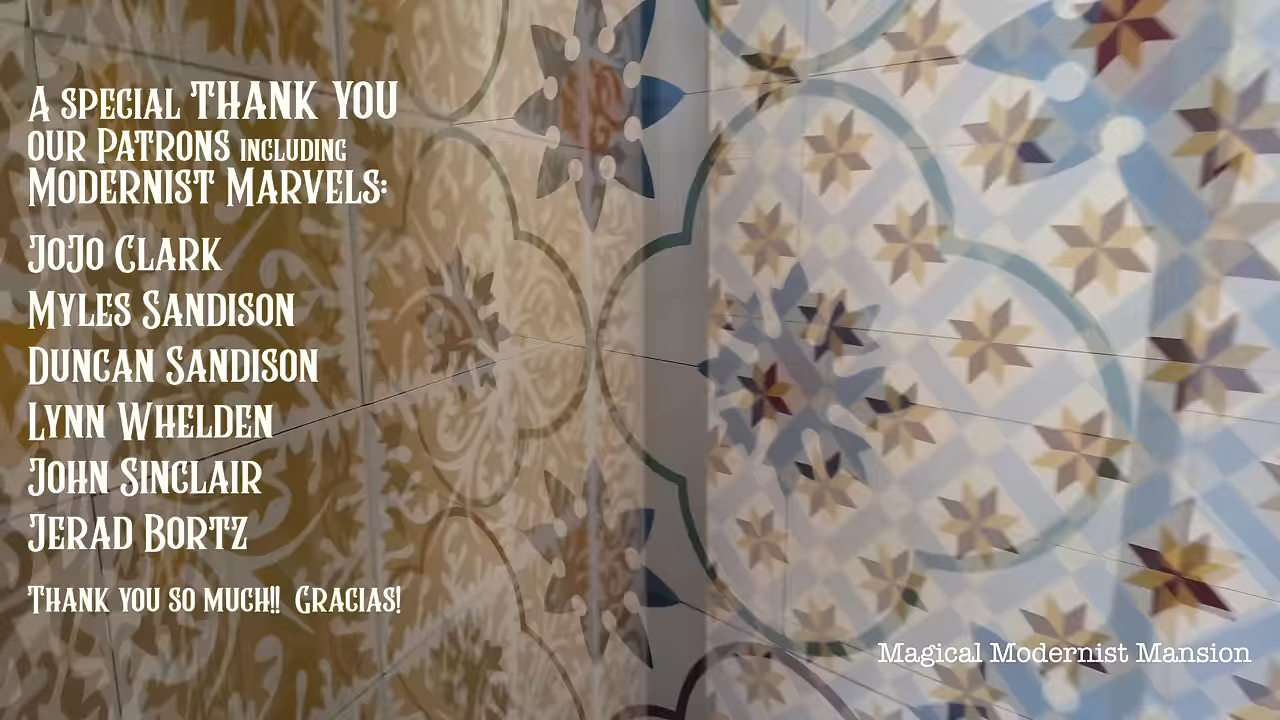 A SPECIAL THANK YOU
OUR PATRONS INCLUDING
MODERNIST MARVELS:
JOJO CLARK
MYLES SANDISON
DUNCAN SANDISON
LYNN WHELDEN
JOHN SINCLAIR
JERAD BORTZ
THANK YOU SO MUCH!! GRACIAS!
Magical Modernist Mansion